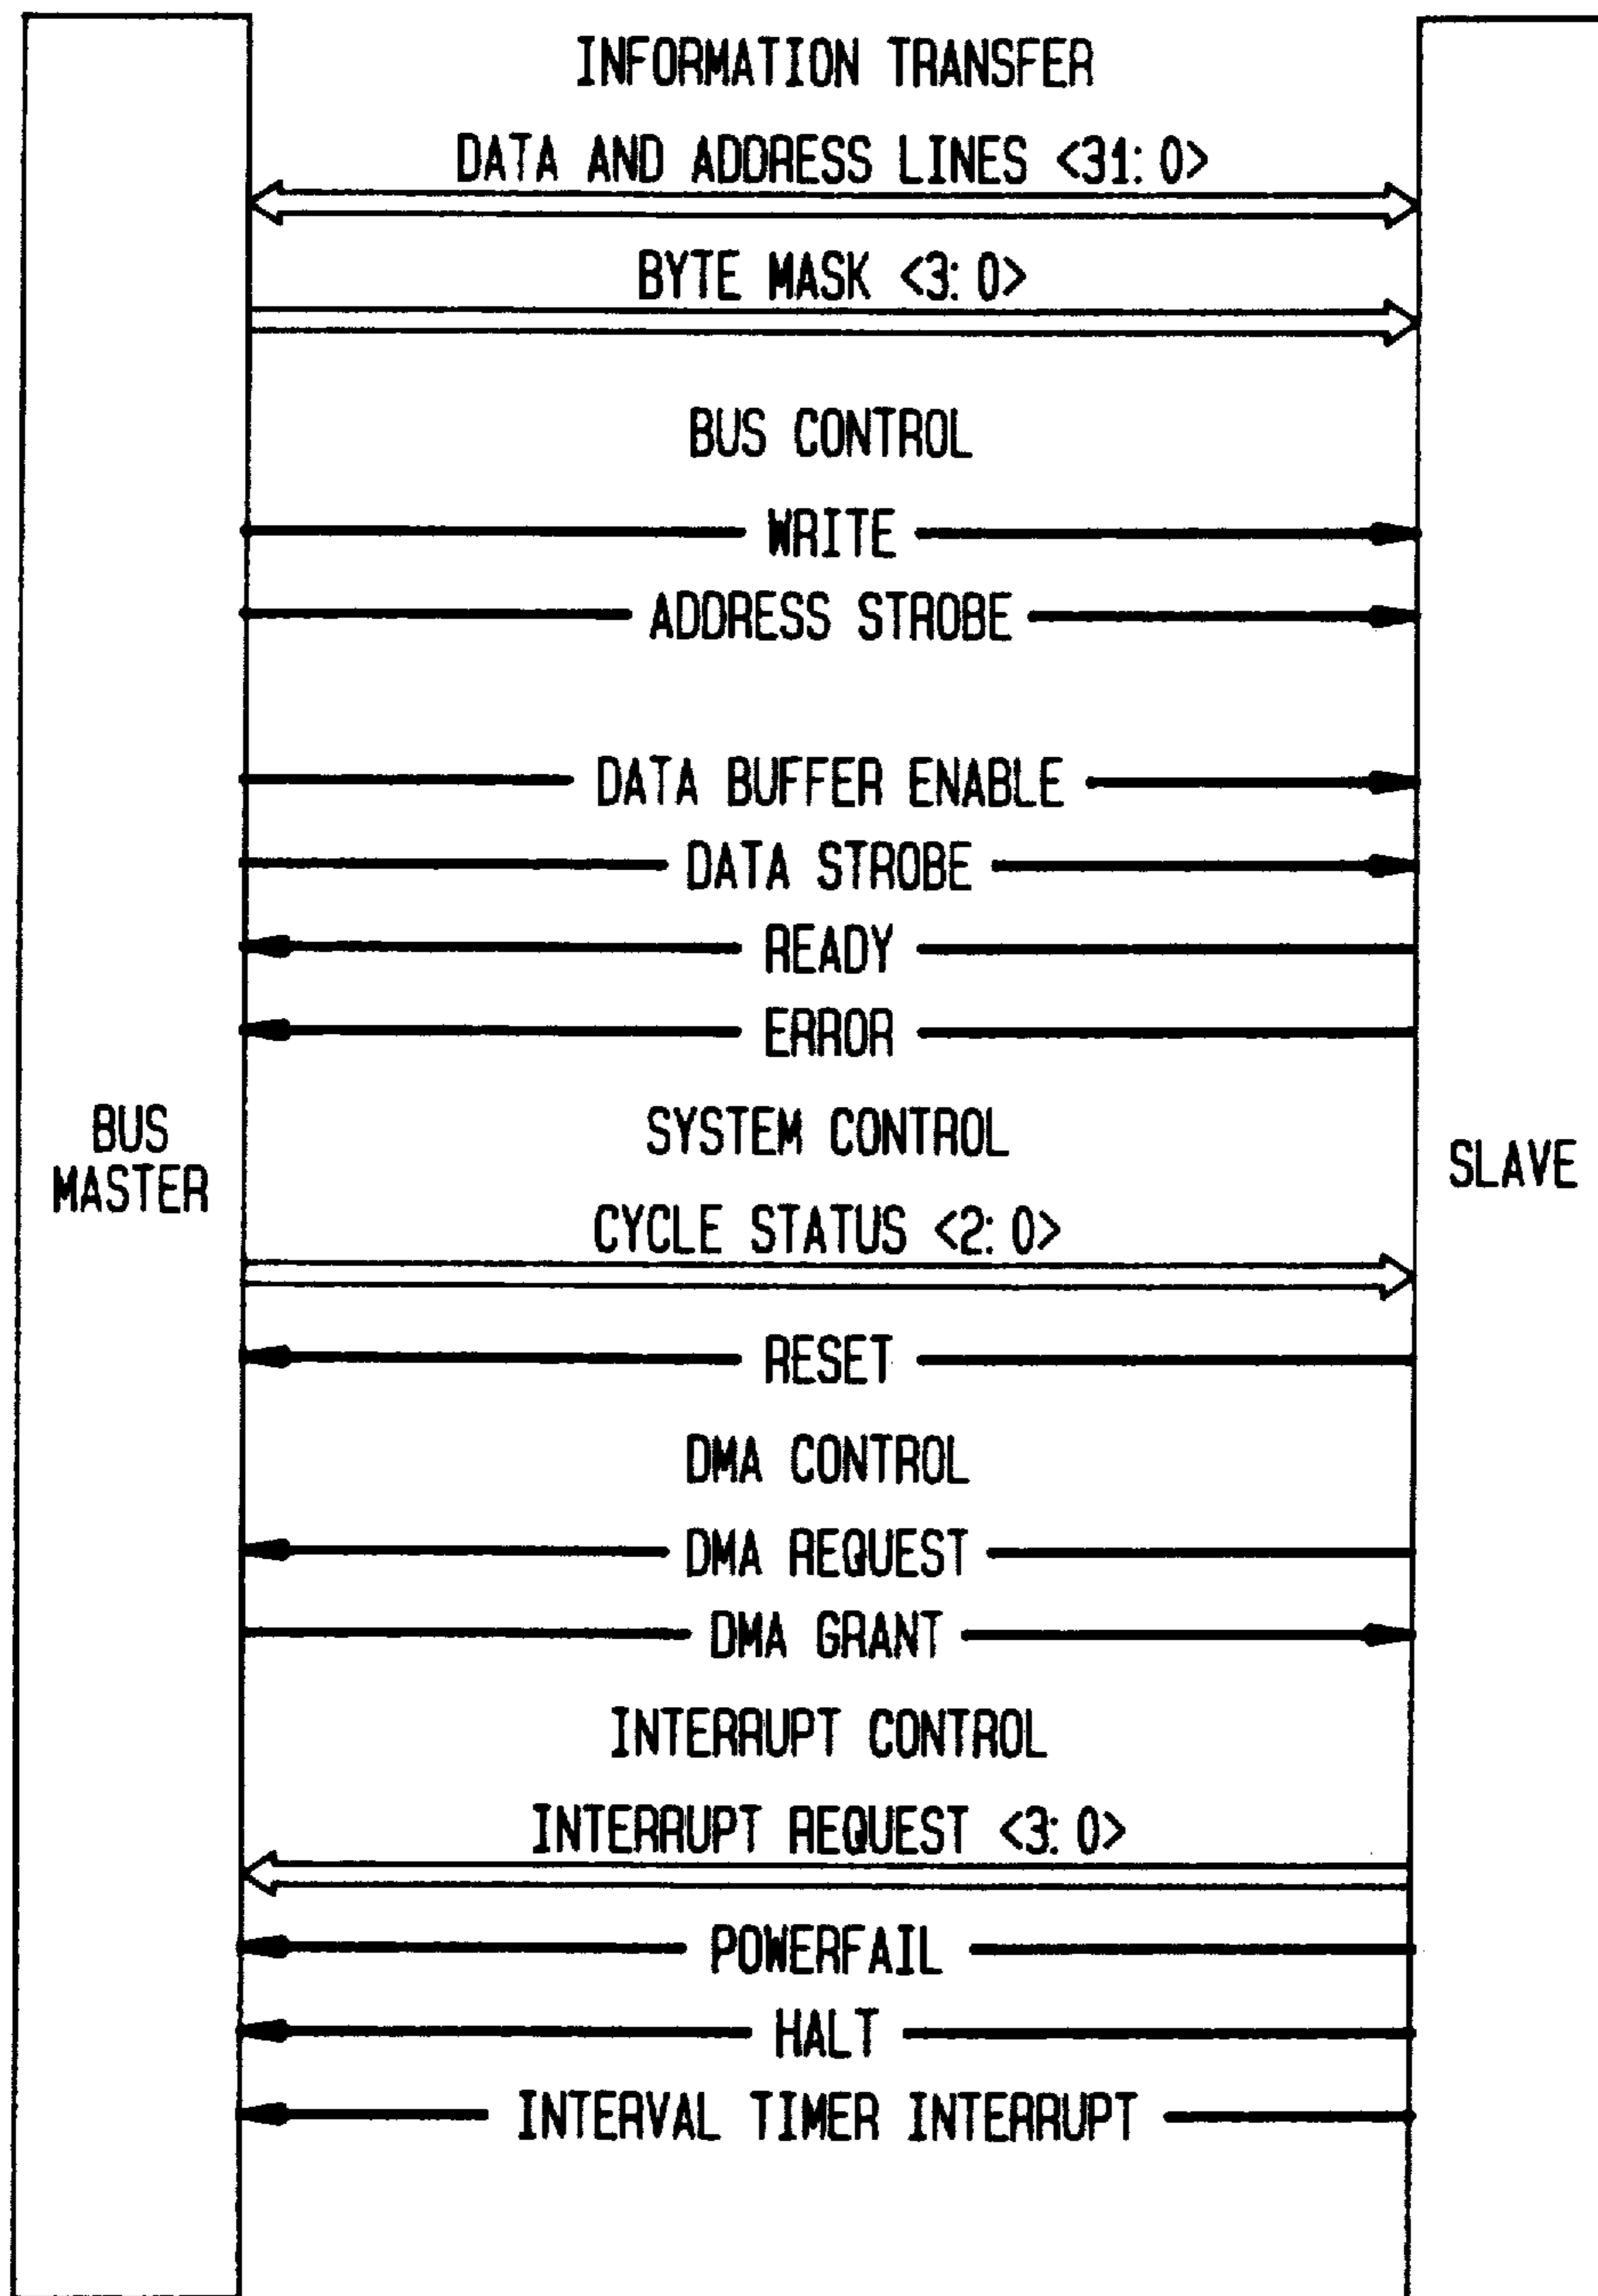 INFORMATION TRANSFER
DATA AND ADDRESS LINES <31:0>
BYTE MASK <3:0>
BUS CONTROL
WRITE
ADDRESS STROBE
DATA BUFFER ENABLE
DATA STROBE
READY
ERROR
BUS
MASTER
SYSTEM CONTROL
SLAVE
CYCLE STATUS <2:0>
RESET
DMA CONTROL
DMA REQUEST
DMA GRANT
INTERRUPT CONTROL
INTERRUPT REQUEST <3:0>
POWERFAIL
HALT
INTERVAL TIMER INTERRUPT